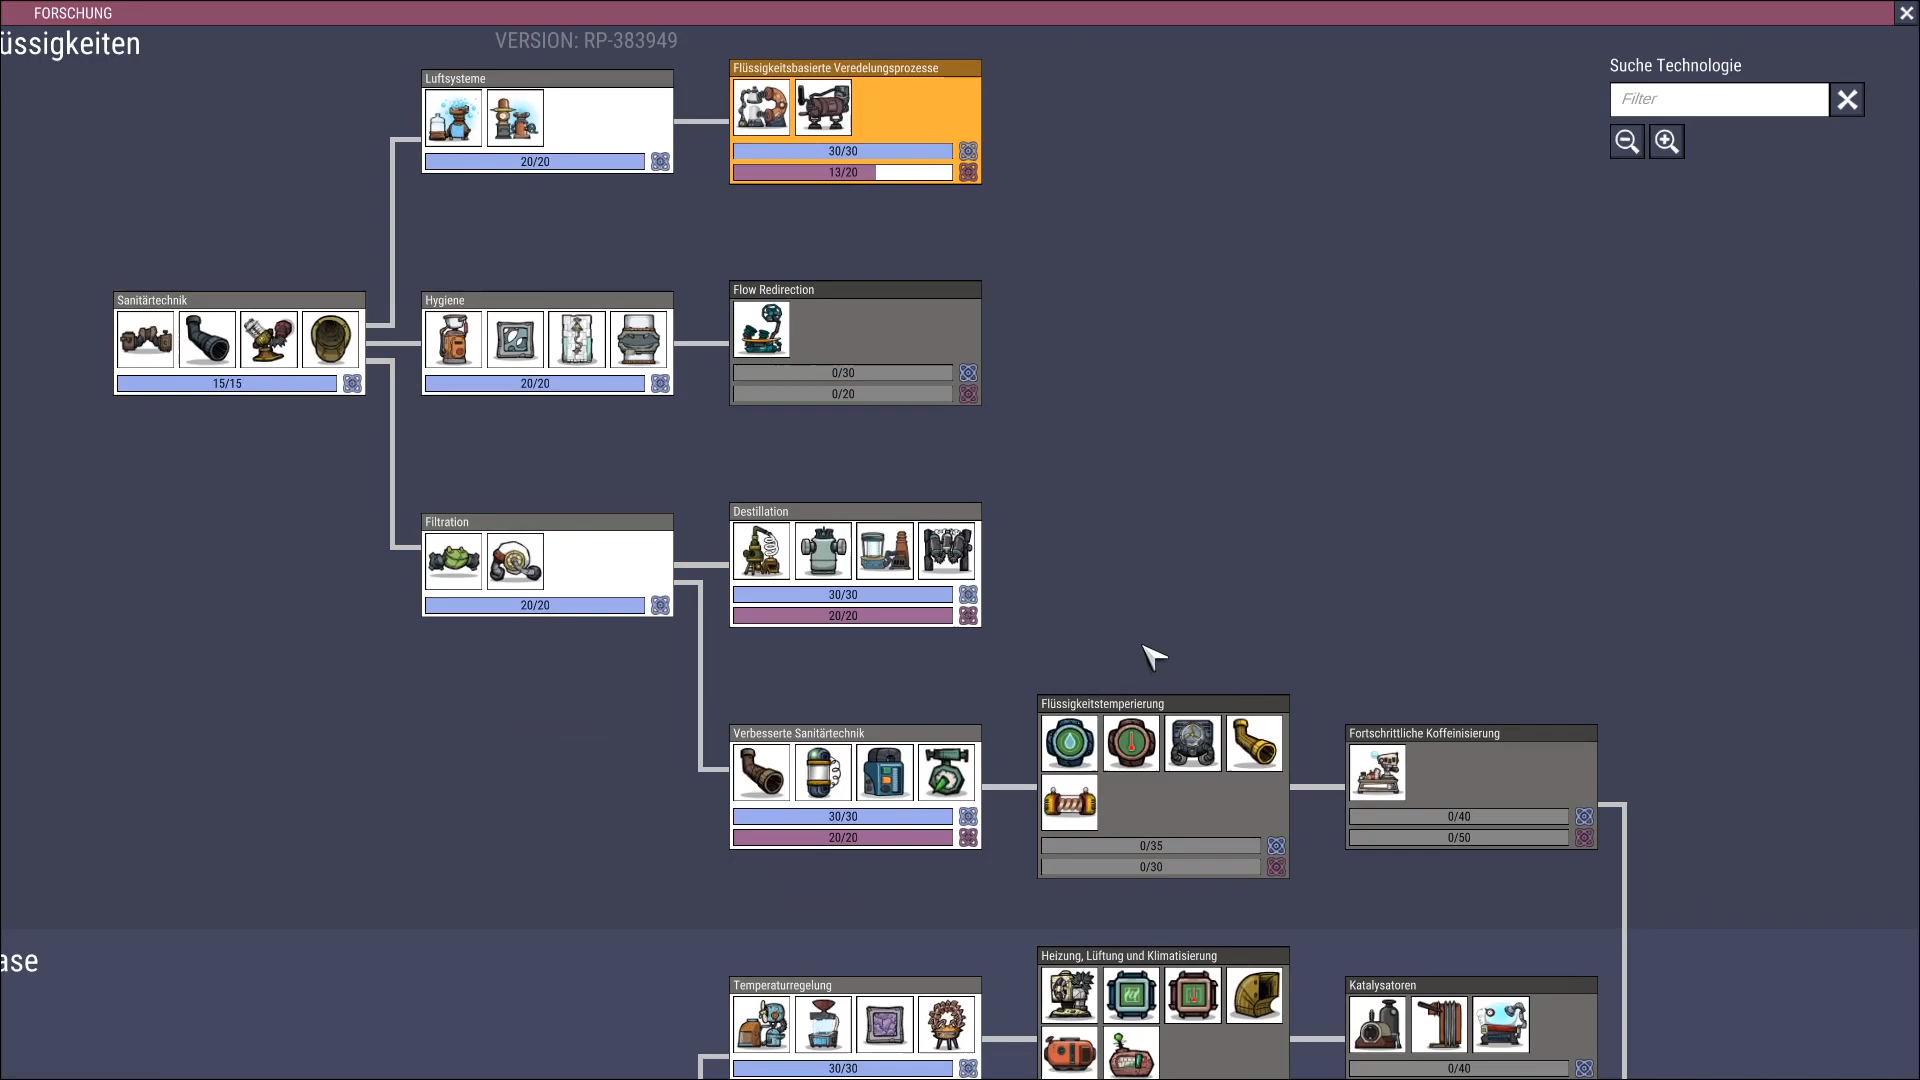 FORSCHUNG
üssigkeiten
VERSION: RP-383949
Suche Technologie
Filter
Luftsysteme
20/20
Flüssigkeitsbasierte Veredelungsprozesse
30/30
13/20
Sanitärtechnik
15/15
Hygiene
20/20
Flow Redirection
0/30
0/20
Filtration
20/20
Destillation
30/30
20/20
Verbesserte Sanitärtechnik
30/30
20/20
Flüssigkeitstemperierung
0/35
0/30
Fortschrittliche Koffeinisierung
0/40
0/50
ase
Temperaturregelung
30/30
Heizung, Lüftung und Klimatisierung
Katalysatoren
0/40